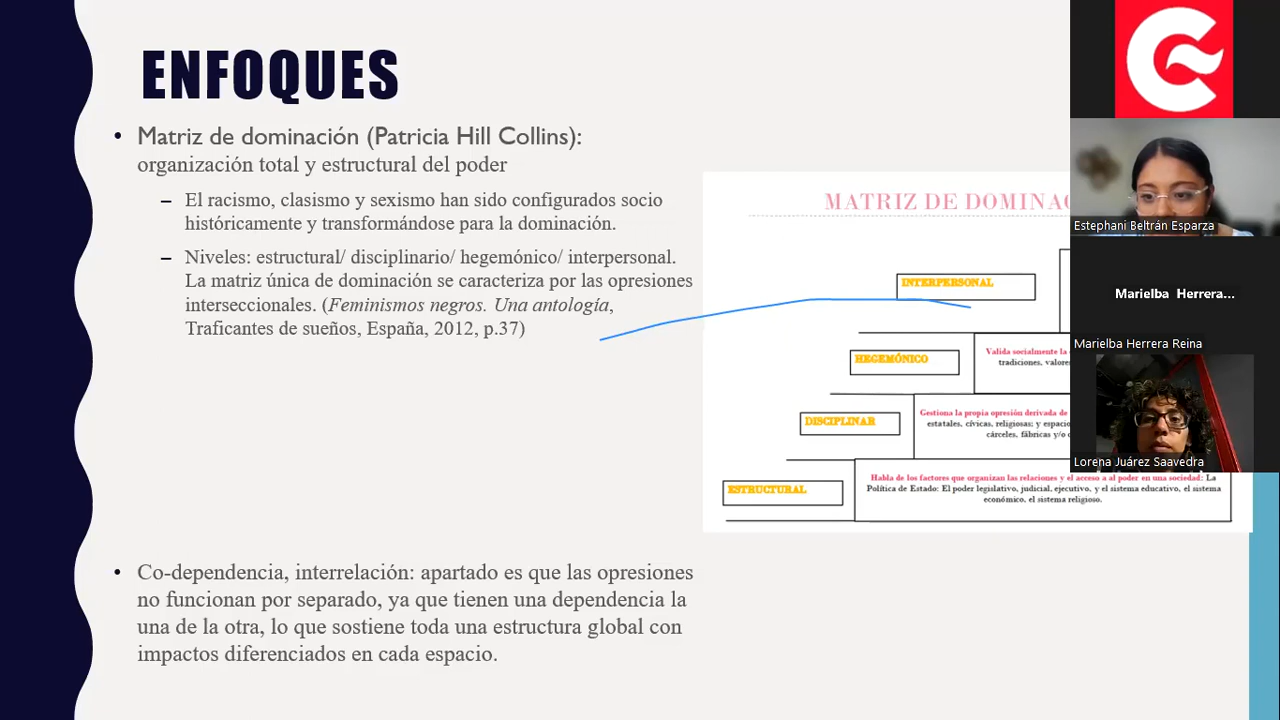 ENFOQUES
• Matriz de dominación (Patricia Hill Collins):
organización total y estructural del poder
– El racismo, clasismo y sexismo han sido configurados socio
históricamente y transformándose para la dominación.
– Niveles: estructural/ disciplinario/ hegemónico/ interpersonal.
La matriz única de dominación se caracteriza por las opresiones
interseccionales. (Feminismos negros. Una antología,
Traficantes de sueños, España, 2012, p.37)
• Co-dependencia, interrelación: apartado es que las opresiones
no funcionan por separado, ya que tienen una dependencia la
una de la otra, lo que sostiene toda una estructura global con
impactos diferenciados en cada espacio.
MATRIZ DE DOMINAC
INTERPERSONAL
HEGEMÓNICO
Valida socialmente la
tradiciones, valore
DISCIPLINAR
Gestiona la propia opresión derivada de
estatales, cívicas, religiosas; y espacio
cárceles, fábricas y/o
ESTRUCTURAL
Habla de los factores que organizan las relaciones y el acceso a al poder en una sociedad: La
Política de Estado: El poder legislativo, judicial, ejecutivo, y el sistema educativo, el sistema
económico, el sistema religioso.
Estephani Beltrán Esparza
Marielba Herrera...
Marielba Herrera Reina
Lorena Juárez Saavedra